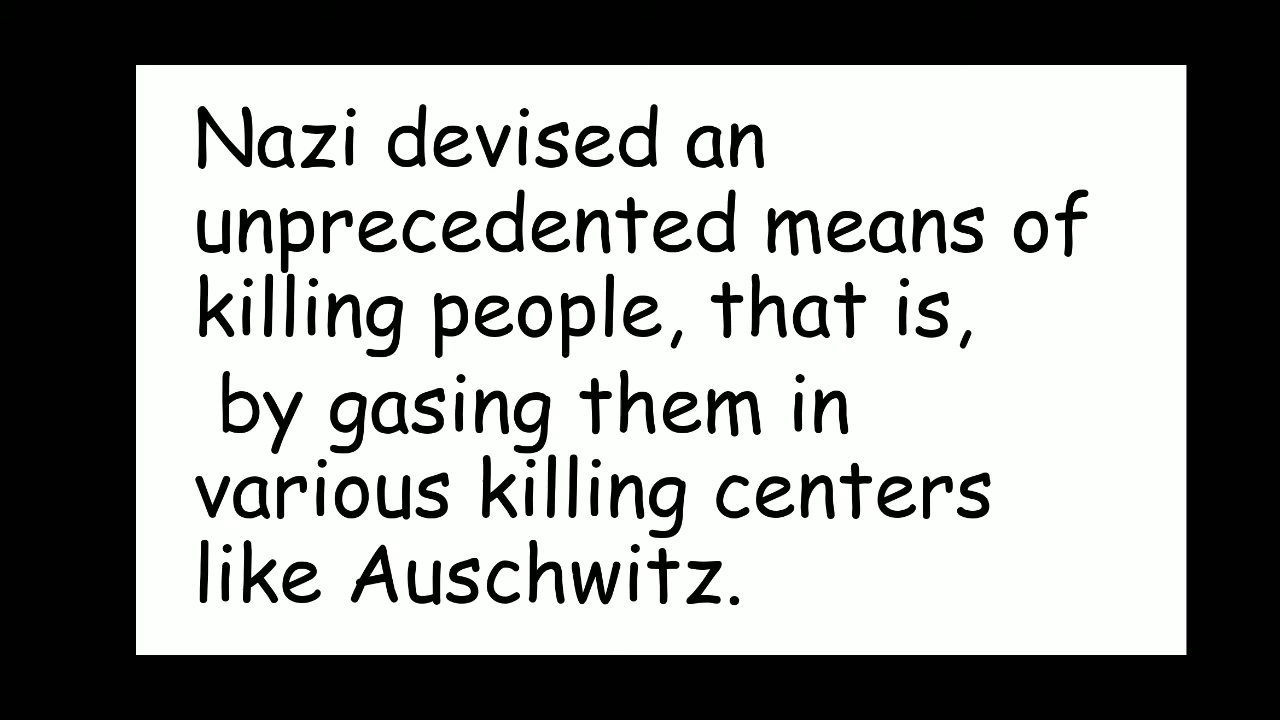 Nazi devised an
unprecedented means of
killing people, that is,
by gasing them in
various killing centers
like Auschwitz.